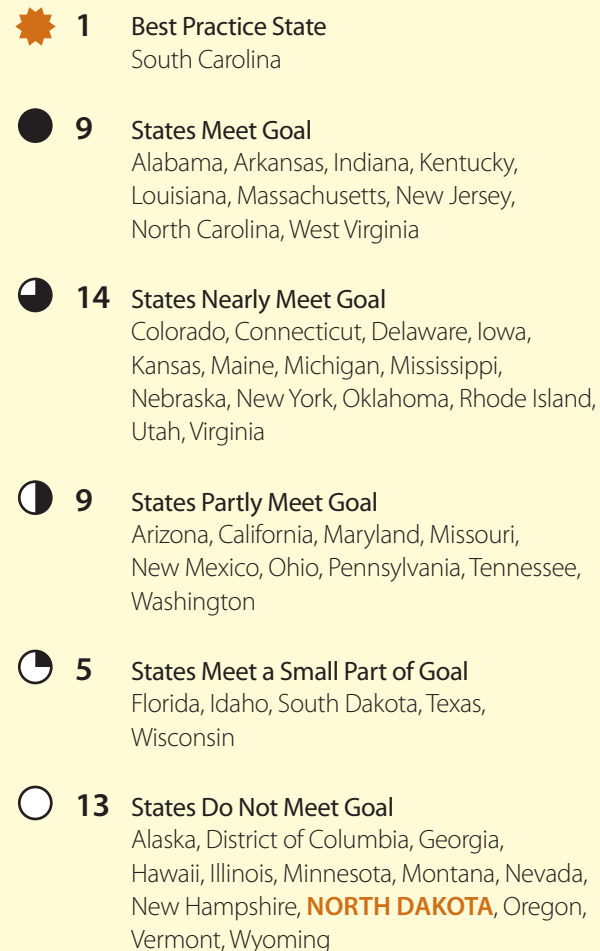 1 Best Practice State
South Carolina
9 States Meet Goal
Alabama, Arkansas, Indiana, Kentucky,
Louisiana, Massachusetts, New Jersey,
North Carolina, West Virginia
14 States Nearly Meet Goal
Colorado, Connecticut, Delaware, Iowa,
Kansas, Maine, Michigan, Mississippi,
Nebraska, New York, Oklahoma, Rhode Island,
Utah, Virginia
9 States Partly Meet Goal
Arizona, California, Maryland, Missouri,
New Mexico, Ohio, Pennsylvania, Tennessee,
Washington
5 States Meet a Small Part of Goal
Florida, Idaho, South Dakota, Texas,
Wisconsin
13 States Do Not Meet Goal
Alaska, District of Columbia, Georgia,
Hawaii, Illinois, Minnesota, Montana, Nevada,
New Hampshire, NORTH DAKOTA, Oregon,
Vermont, Wyoming